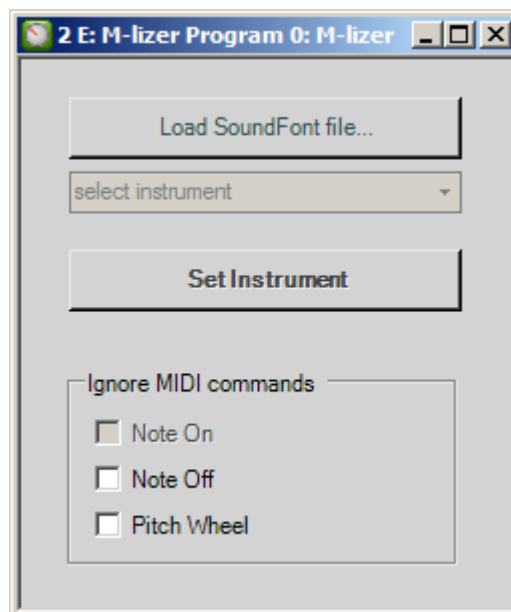 2 E: M-lizer Program 0: M-lizer
Load SoundFont file...
select instrument
Set Instrument
Ignore MIDI commands
Note On
Note Off
Pitch Wheel